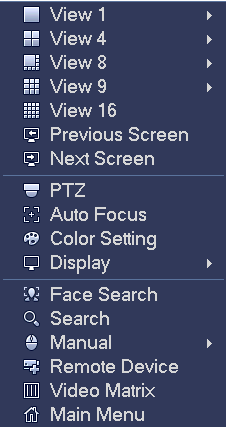 View 1
View 4
View 8
View 9
View 16
Previous Screen
Next Screen
PTZ
Auto Focus
Color Setting
Display
Face Search
Search
Manual
Remote Device
Video Matrix
Main Menu